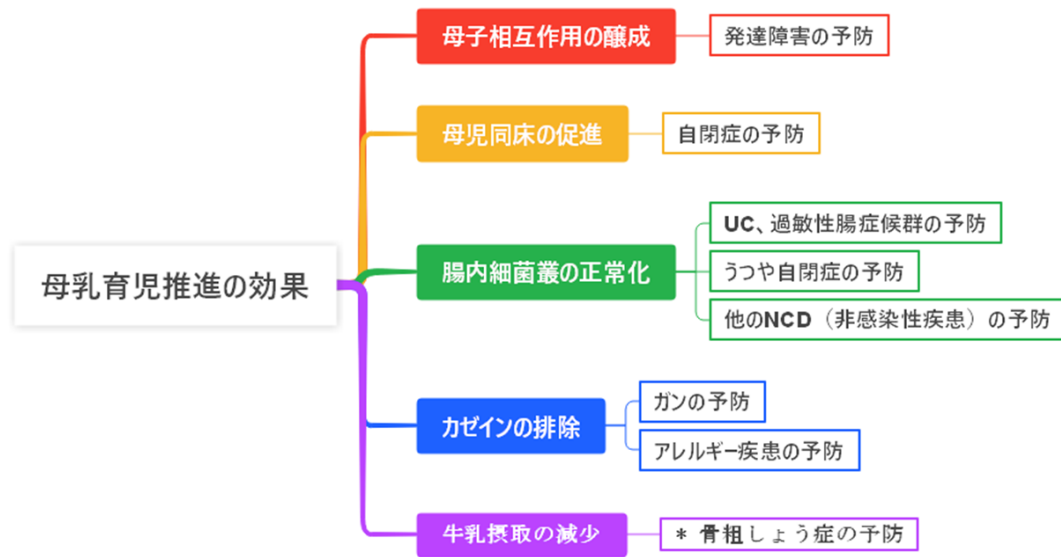 母乳育児推進の効果
母子相互作用の醸成
発達障害の予防
母児同床の促進
自閉症の予防
腸内細菌叢の正常化
UC、過敏性腸症候群の予防
うつや自閉症の予防
他のNCD（非感染性疾患）の予防
カゼインの排除
ガンの予防
アレルギー疾患の予防
牛乳摂取の減少
* 骨粗しょう症の予防